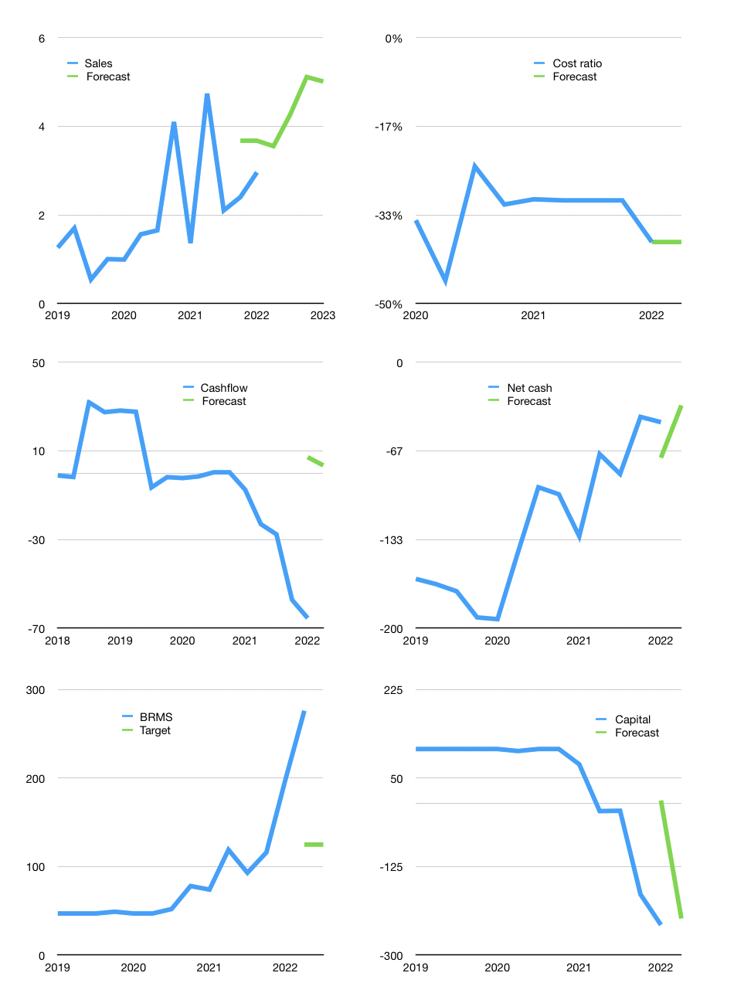 6
Sales
Forecast
4
2
0
2019 2020 2021 2022 2023
0%
Cost ratio
Forecast
-17%
-33%
-50%
2020 2021 2022
50
Cashflow
Forecast
10
-30
-70
2018 2019 2020 2021 2022
0
Net cash
Forecast
-67
-133
-200
2019 2020 2021 2022
300
BRMS
Target
200
100
0
2019 2020 2021 2022
225
Capital
Forecast
50
-125
-300
2019 2020 2021 2022